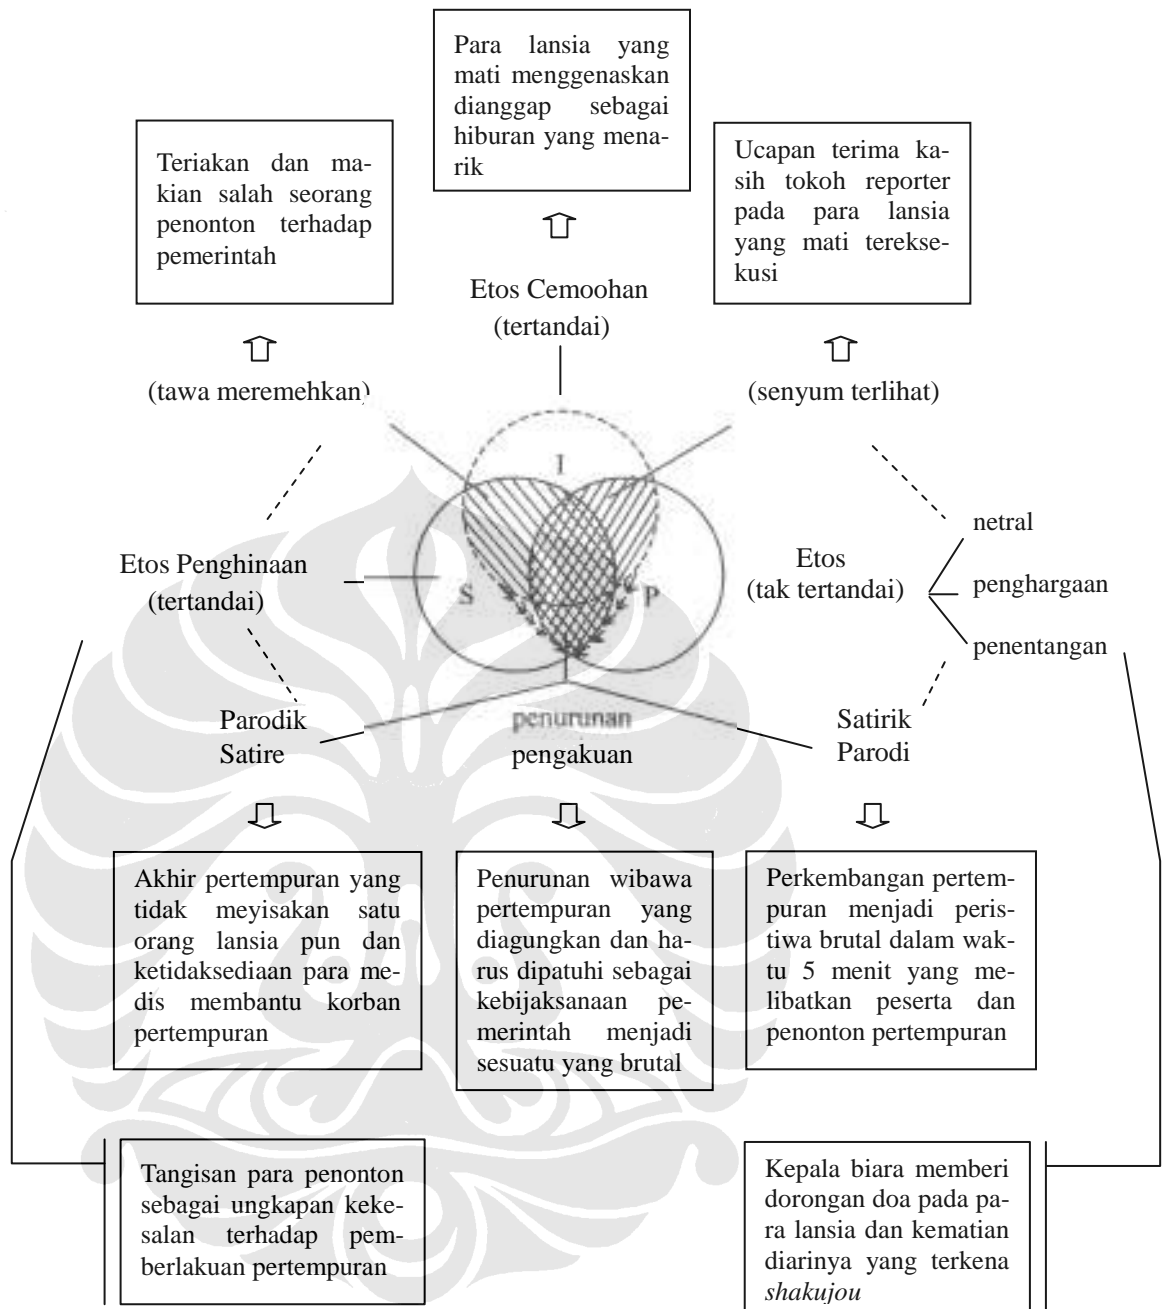 Para lansia yang
mati menggenaskan
dianggap sebagai
hiburan yang mena-
rik
Teriakan dan ma-
kian salah seorang
penonton terhadap
pemerintah
Ucapan terima ka-
sih tokoh reporter
pada para lansia
yang mati terekse-
kusi
Etos Cemoohan
(tertandai)
(tawa meremehkan)
(senyum terlihat)
I
S
P
Etos Penghinaan
(tertandai)
Etos
(tak tertandai)
netral
penghargaan
penentangan
Parodik
Satire
penurunan
pengakuan
Satirik
Parodi
Akhir pertempuran yang
tidak meyisakan satu
orang lansia pun dan
ketidaksediaan para me-
dis membantu korban
pertempuran
Penurunan wibawa
pertempuran yang
diagungkan dan ha-
rus dipatuhi sebagai
kebijaksanaan pe-
merintah menjadi
sesuatu yang brutal
Perkembangan pertem-
puran menjadi peris-
tiwa brutal dalam wak-
tu 5 menit yang me-
libatkan peserta dan
penonton pertempuran
Tangisan para penonton
sebagai ungkapan keke-
salan terhadap pem-
berlakuan pertempuran
Kepala biara memberi
dorongan doa pada pa-
ra lansia dan kematian
diarinya yang terkena
shakujou